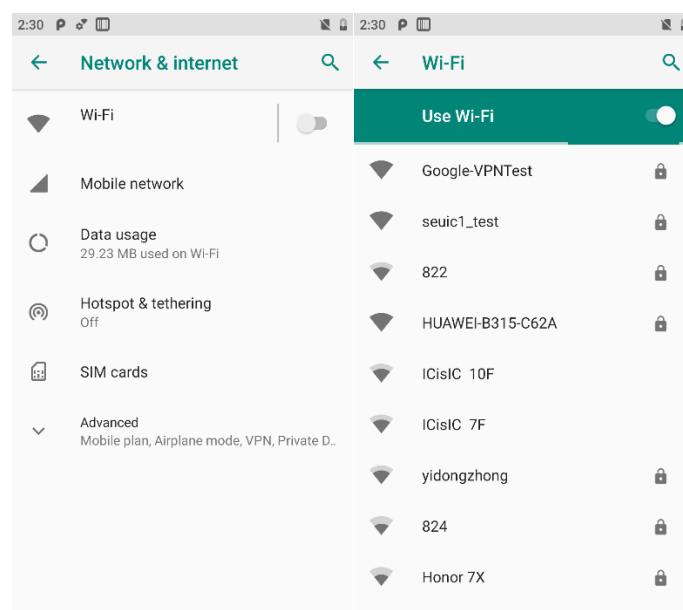 2:30
Network & internet
Wi-Fi
Mobile network
Data usage
29.23 MB used on Wi-Fi
Hotspot & tethering
Off
SIM cards
Advanced
Mobile plan, Airplane mode, VPN, Private D..
2:30
Wi-Fi
Use Wi-Fi
Google-VPNTest
seuic1_test
822
HUAWEI-B315-C62A
ICisIC 10F
ICisIC 7F
yidongzhong
824
Honor 7X